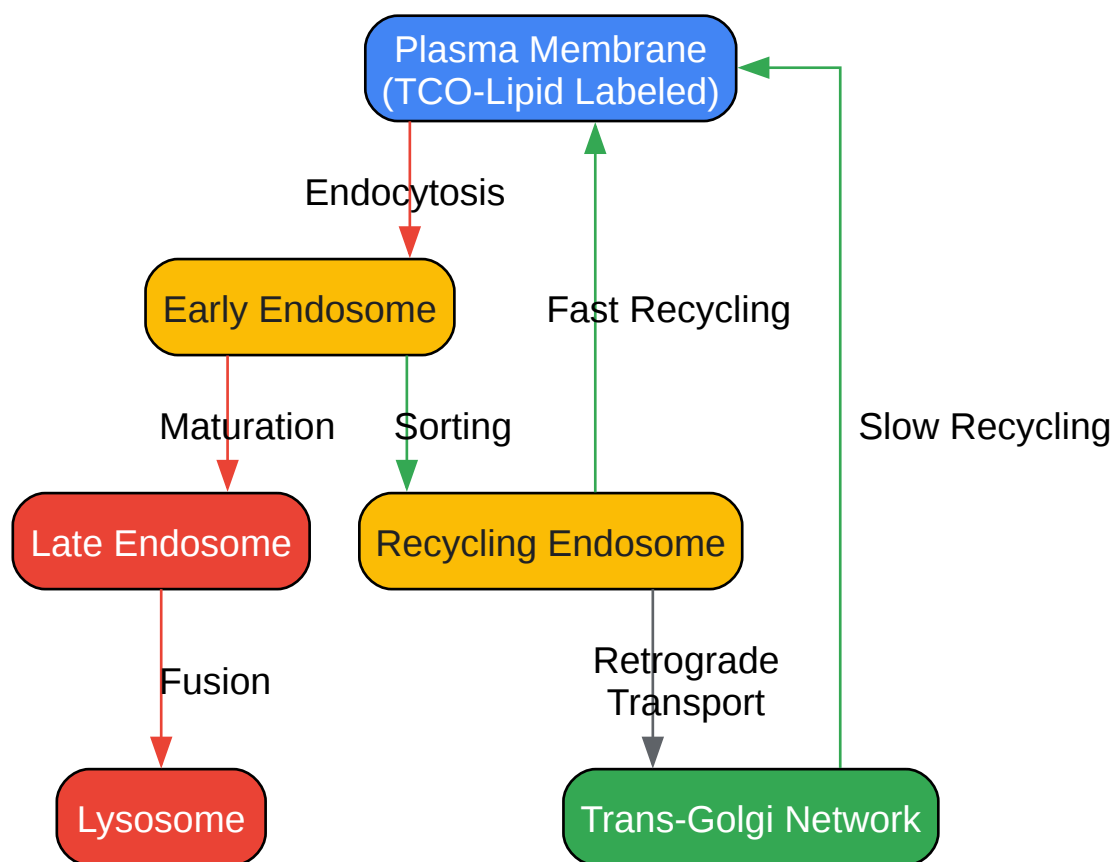 Plasma Membrane
(TCO-Lipid Labeled)
Endocytosis
Early Endosome
Fast Recycling
Maturation
Sorting
Slow Recycling
Late Endosome
Recycling Endosome
Retrograde
Transport
Fusion
Lysosome
Trans-Golgi Network